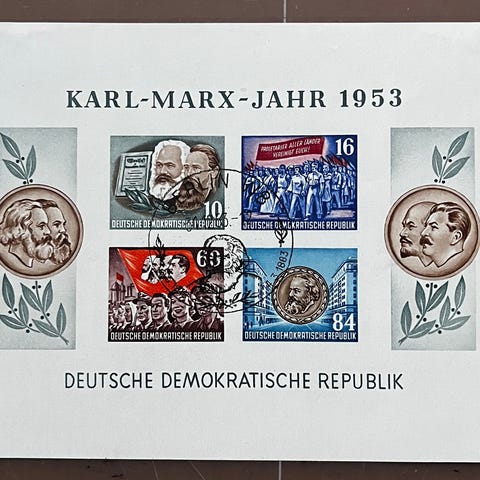 KARL-MARX-JAHR 1953
10
DEUTSCHE DEMOKRATISCHE REPUBLIK
PROLETARIER ALLER LÄNDER
VEREINIGT EUCH!
16
DEUTSCHE DEMOKRATISCHE REPUBLIK
60
DEUTSCHE DEMOKRATISCHE REPUBLIK
84
DEUTSCHE DEMOKRATISCHE REPUBLIK
DEUTSCHE DEMOKRATISCHE REPUBLIK